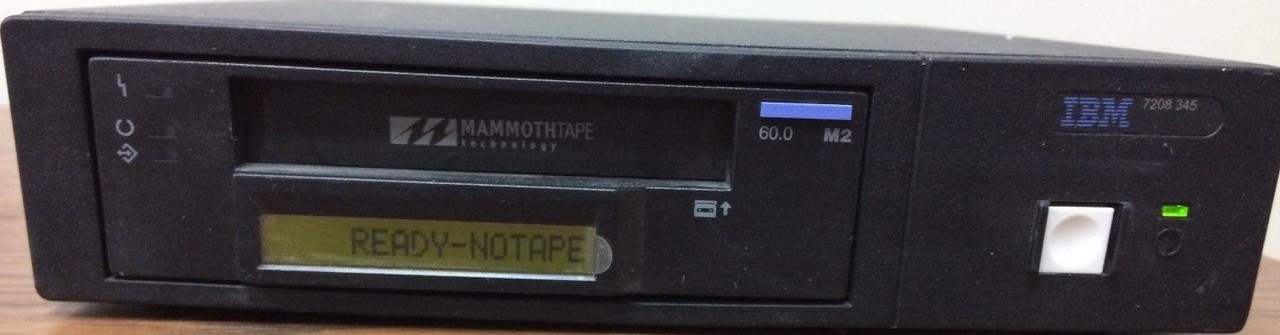 MAMMOTHTAPE
technology
60.0 M2
READY-NOTAPE
IBM 7208 345